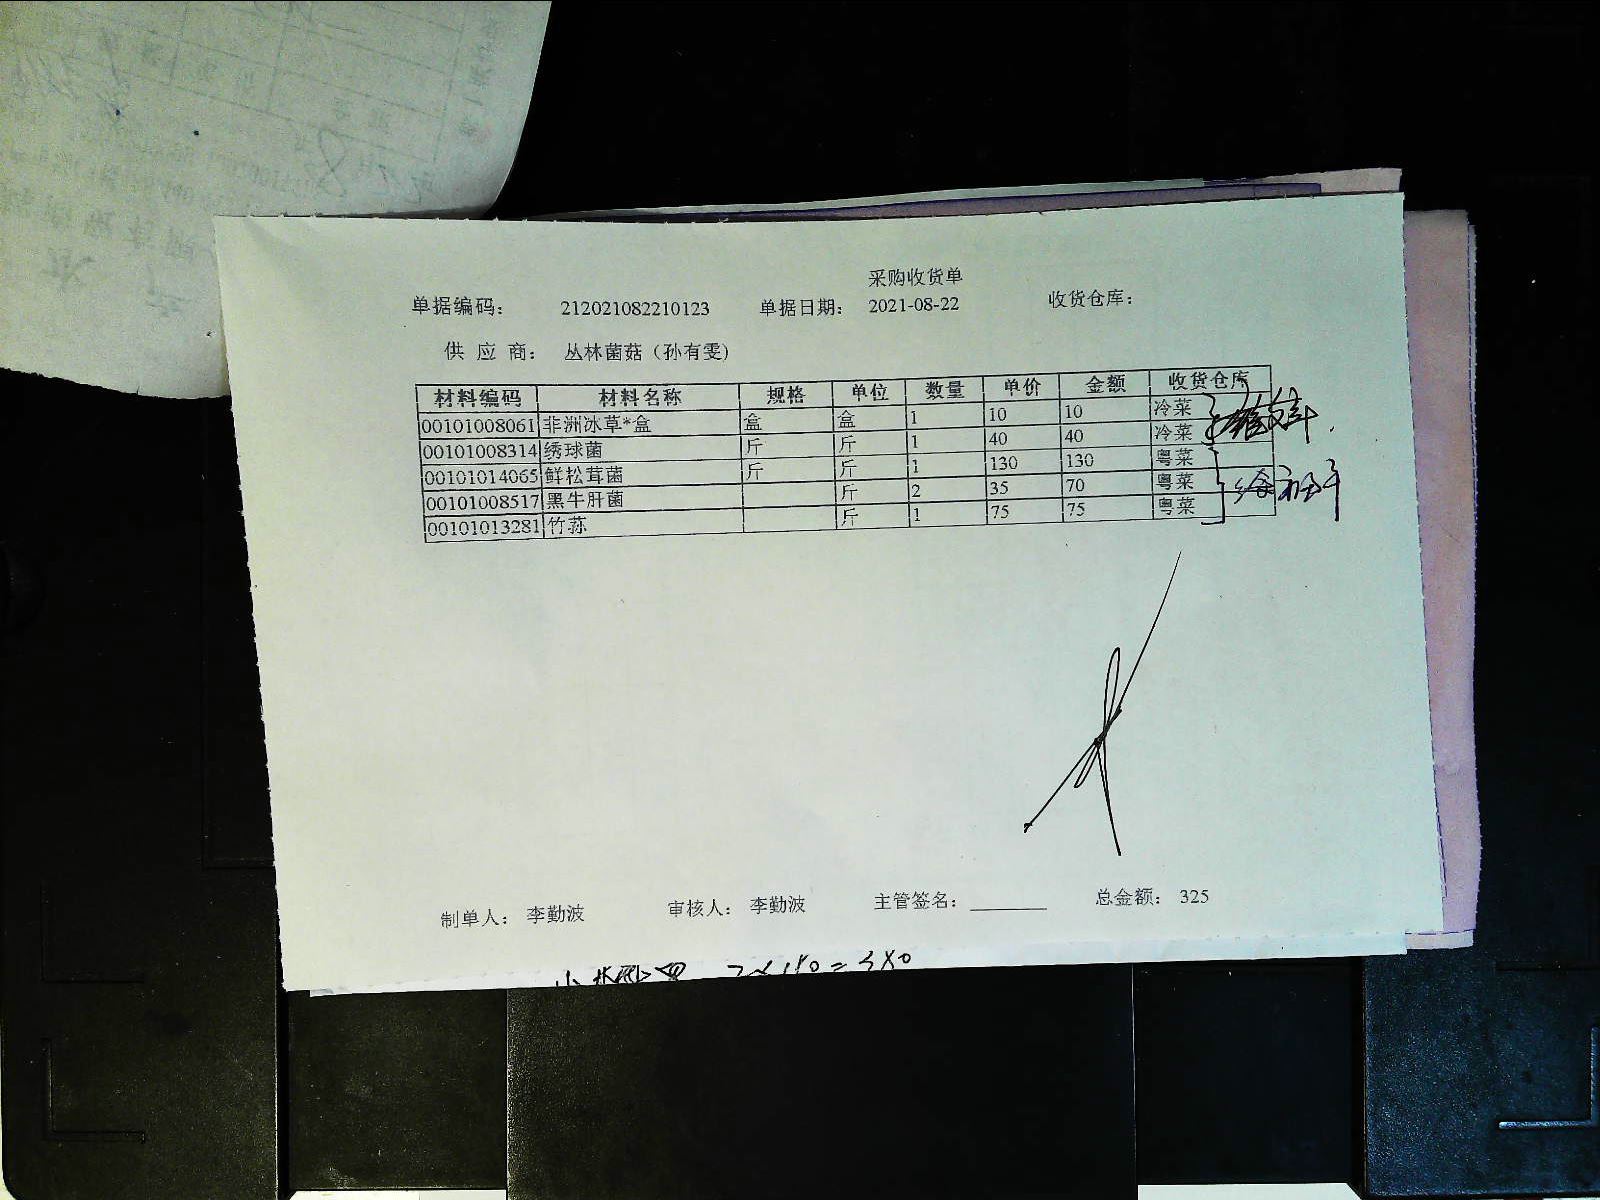 采购收货单
单据编码： 212021082210123 单据日期： 2021-08-22 收货仓库：
供 应 商： 丛林菌菇（孙有雯)
材料编码 材料名称 规格 单位 数量 单价 金额 收货仓库
00101008061 非洲冰草*盒 盒 盒 1 10 10 冷菜
00101008314 绣球菌 斤 斤 1 40 40 冷菜
00101014065 鲜松茸菌 斤 斤 1 130 130 粤菜
00101008517 黑牛肝菌 斤 2 35 70 粤菜
00101013281 竹荪 斤 1 75 75 粤菜
制单人： 李勤波 审核人： 李勤波 主管签名： 总金额： 325